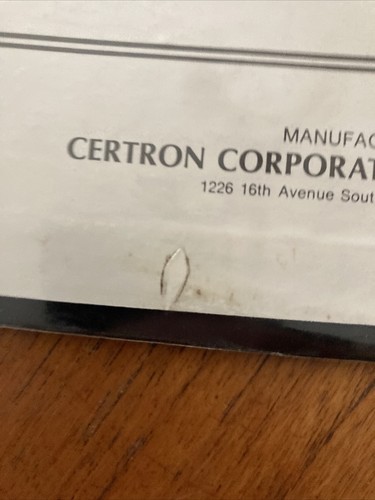 MANUFAC
CERTRON CORPORAT
1226 16th Avenue Sout